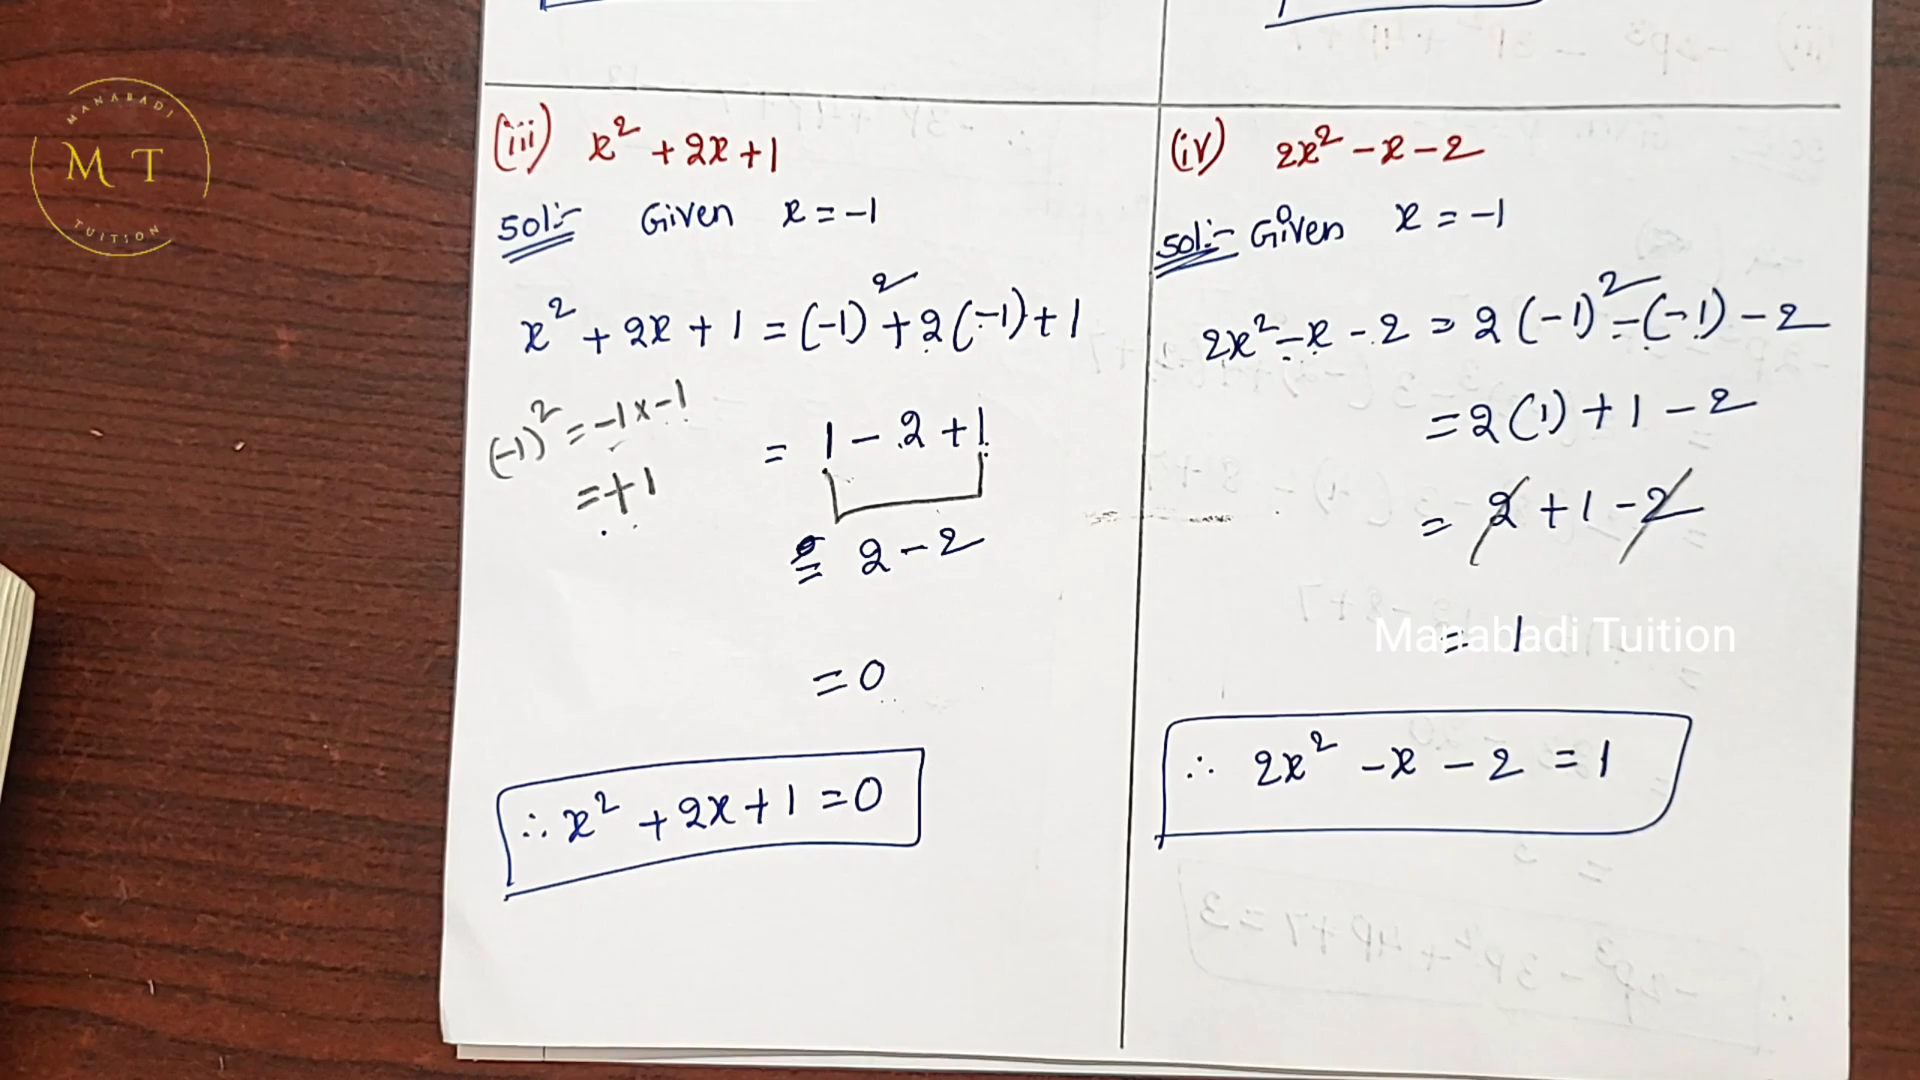 MANABADI
M T
TUITION
(iii) x² + 2x + 1
Sol:- Given x = -1
x² + 2x + 1 = (-1)² + 2(-1) + 1
(-1)² = -1 x -1
= +1
= 1 - 2 + 1
= 2 - 2
= 0
∴ x² + 2x + 1 = 0
(iv) 2x² - x - 2
Sol:- Given x = -1
2x² - x - 2 = 2(-1)² - (-1) - 2
= 2(1) + 1 - 2
= 2 + 1 - 2
= 1
Manabadi Tuition
∴ 2x² - x - 2 = 1